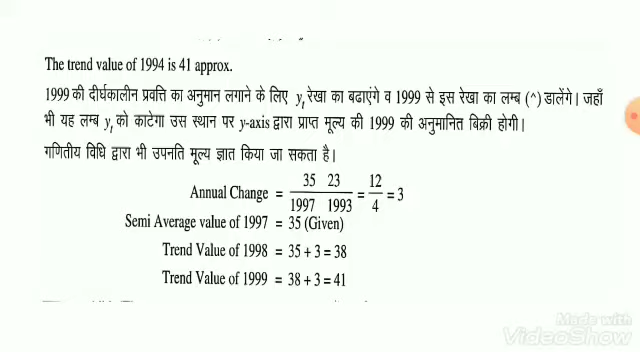 The trend value of 1994 is 41 approx.
1999 की दीर्घकालीन प्रवत्ति का अनुमान लगाने के लिए yt रेखा का बढाएंगे व 1999 से इस रेखा का लम्ब (^) डालेंगे। जहाँ
भी यह लम्ब yt को काटेगा उस स्थान पर y-axis द्वारा प्राप्त मूल्य की 1999 की अनुमानित बिक्री होगी।
गणितीय विधि द्वारा भी उपनति मूल्य ज्ञात किया जा सकता है।
Annual Change = 35 23 / 1997 1993 = 12 / 4 = 3
Semi Average value of 1997 = 35 (Given)
Trend Value of 1998 = 35 + 3 = 38
Trend Value of 1999 = 38 + 3 = 41
Made with
VideoShow